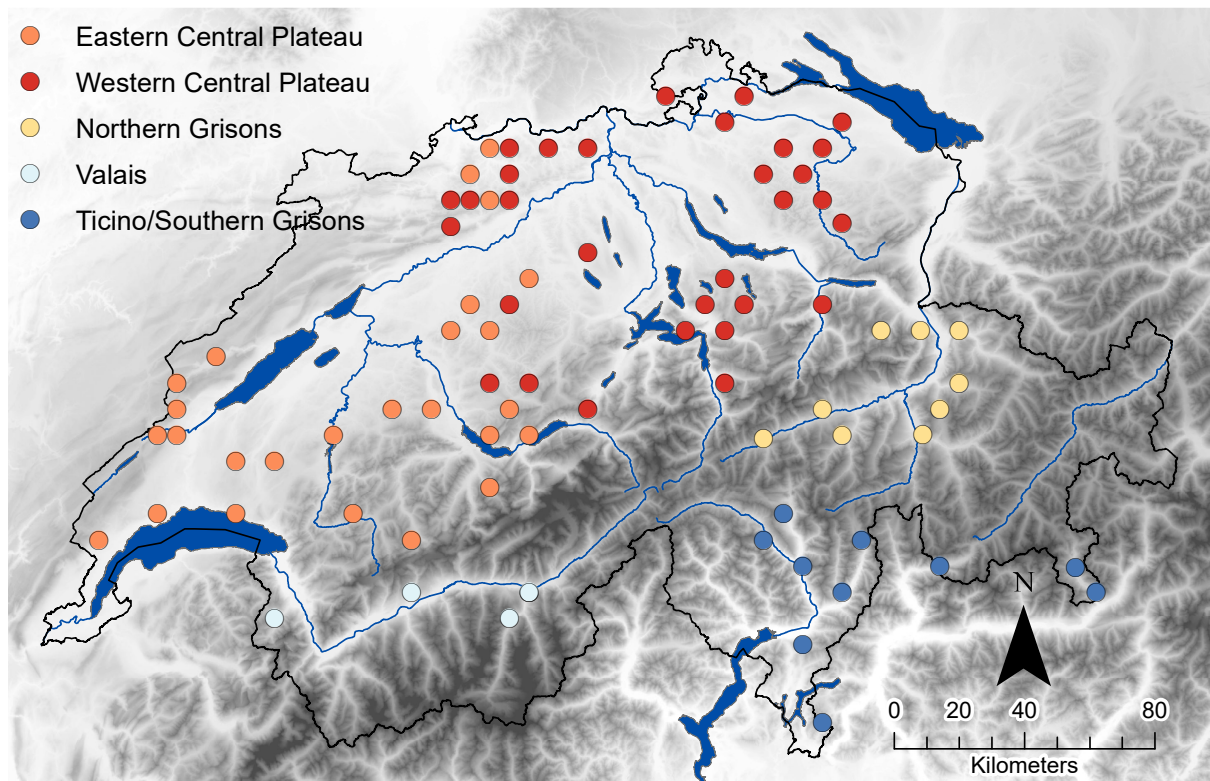 Eastern Central Plateau
Western Central Plateau
Northern Grisons
Valais
Ticino/Southern Grisons
N
0 20 40 80
Kilometers